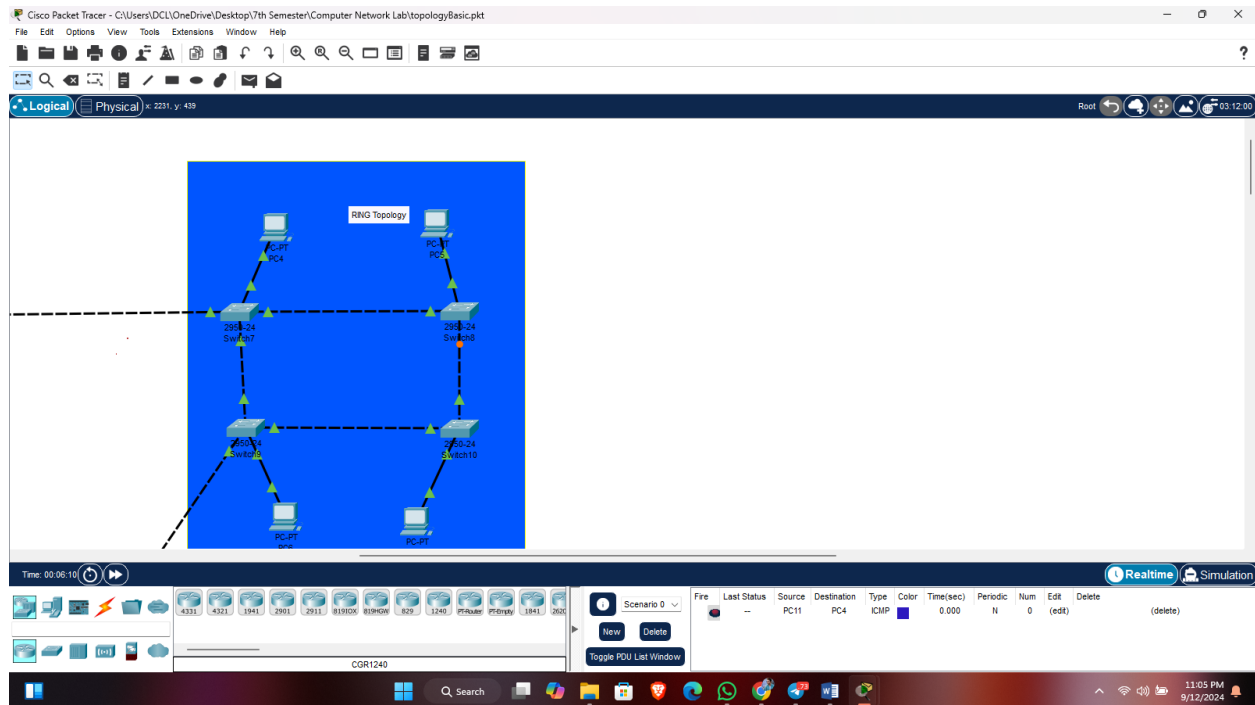 Cisco Packet Tracer - C:\Users\DCL\OneDrive\Desktop\7th Semester\Computer Network Lab\topologyBasic.pkt
File Edit Options View Tools Extensions Window Help
?
Logical Physical x: 2231, y: 439 Root 03:12:00
RING Topology
PC-PT
PC4
PC-PT
PC5
2950-24
Switch7
2950-24
Switch8
2950-24
Switch9
2950-24
Switch10
PC-PT
PC6
PC-PT
Time: 00:06:10 Realtime Simulation
4331 4321 1941 2901 2911 819IOX 819HGW 829 1240 PT-Router PT-Empty 1841 2620
CGR1240
Scenario 0
New Delete
Toggle PDU List Window
Fire Last Status Source Destination Type Color Time(sec) Periodic Num Edit Delete
-- PC11 PC4 ICMP 0.000 N 0 (edit) (delete)
Search
73
11:05 PM
9/12/2024